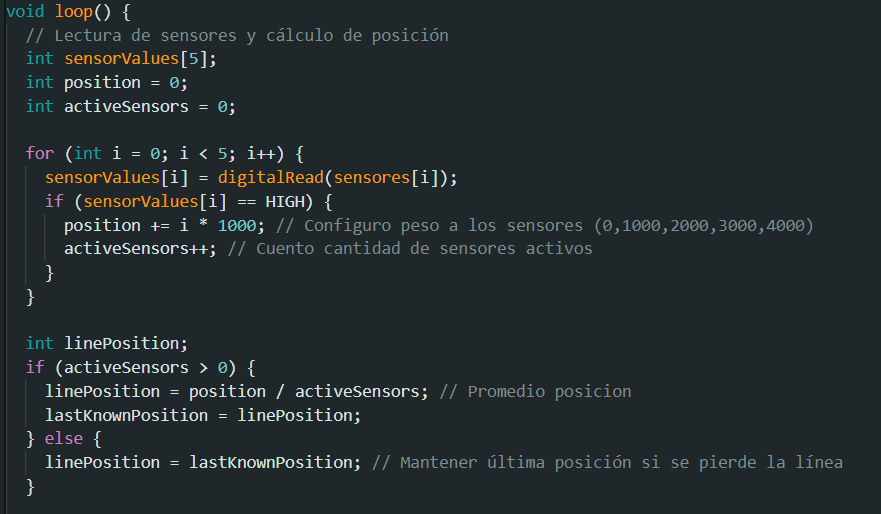 void loop() {
  // Lectura de sensores y cálculo de posición
  int sensorValues[5];
  int position = 0;
  int activeSensors = 0;

  for (int i = 0; i < 5; i++) {
    sensorValues[i] = digitalRead(sensores[i]);
    if (sensorValues[i] == HIGH) {
      position += i * 1000; // Configuro peso a los sensores (0,1000,2000,3000,4000)
      activeSensors++; // Cuento cantidad de sensores activos
    }
  }

  int linePosition;
  if (activeSensors > 0) {
    linePosition = position / activeSensors; // Promedio posicion
    lastKnownPosition = linePosition;
  } else {
    linePosition = lastKnownPosition; // Mantener última posición si se pierde la línea
  }